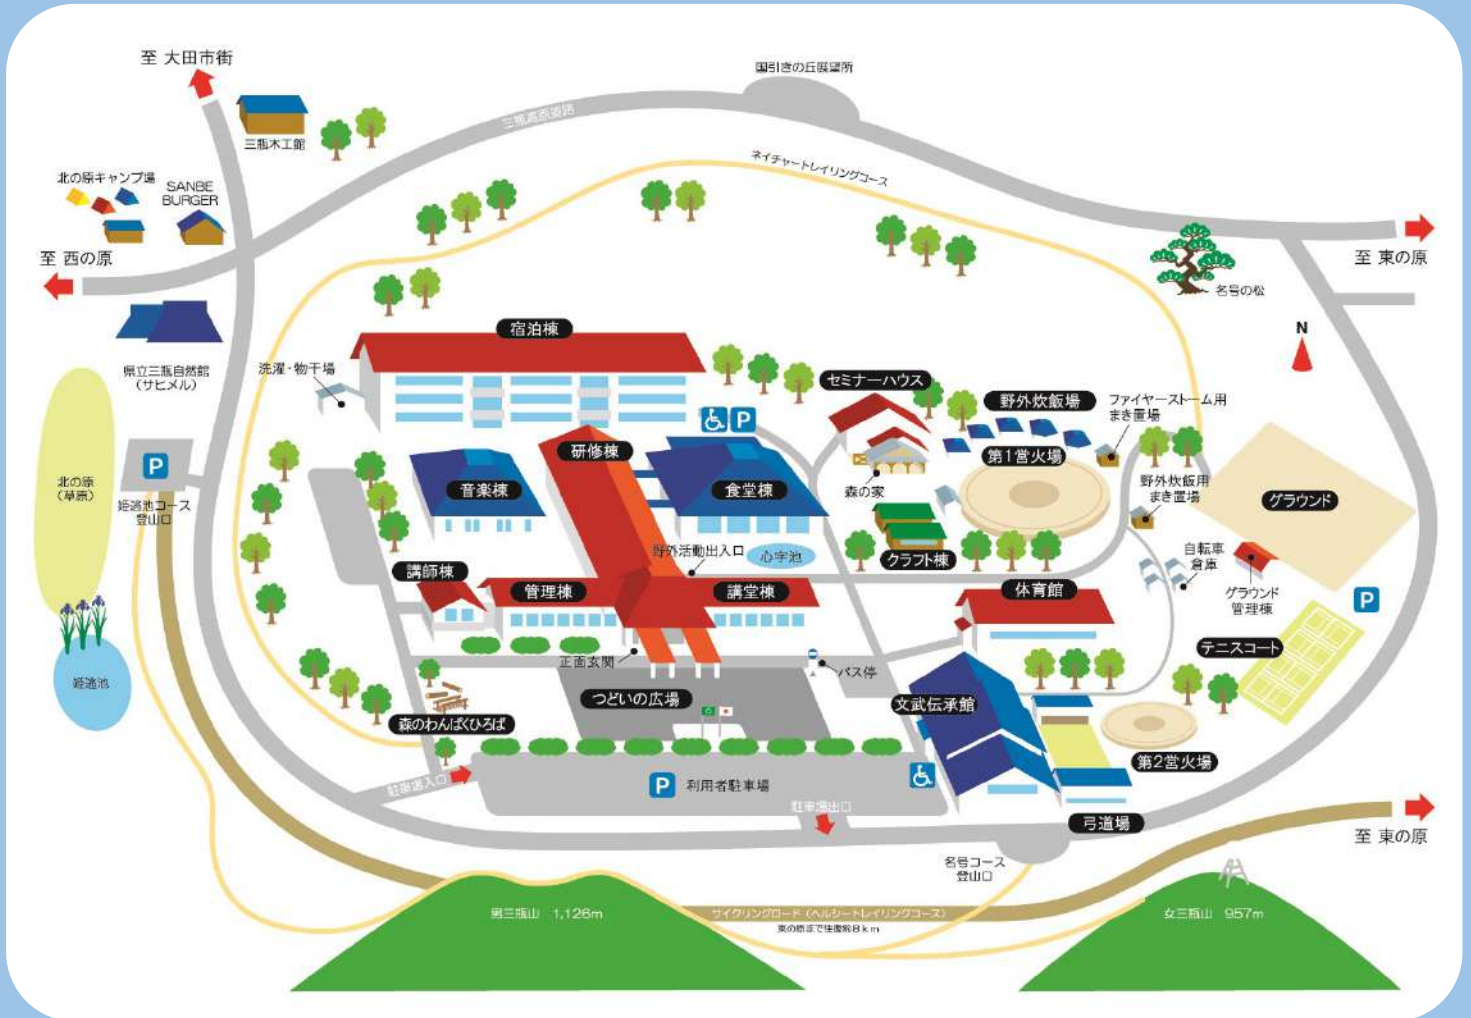 至 大田市街
国引きの丘展望所
三瓶高原道路
三瓶木工館
ネイチャートレイリングコース
北の原キャンプ場
SANBE
BURGER
至 西の原
至 東の原
名号の松
N
県立三瓶自然館
(サヒメル)
宿泊棟
洗濯・物干場
セミナーハウス
野外炊飯場
ファイヤーストーム用
まき置場
P
研修棟
第1営火場
音楽棟
食堂棟
森の家
野外炊飯用
まき置場
グラウンド
北の原
(草原)
P
姫逃池コース
登山口
野外活動出入口
心字池
クラフト棟
自転車
倉庫
講師棟
管理棟
講堂棟
体育館
グラウンド
管理棟
P
テニスコート
正面玄関
バス停
姫逃池
つどいの広場
文武伝承館
森のわんぱくひろば
第2営火場
駐車場入口
P 利用者駐車場
駐車場出口
弓道場
至 東の原
名号コース
登山口
男三瓶山 1,126m
サイクリングロード(ヘルシートレイリングコース)
東の原まで往復約8km
女三瓶山 957m